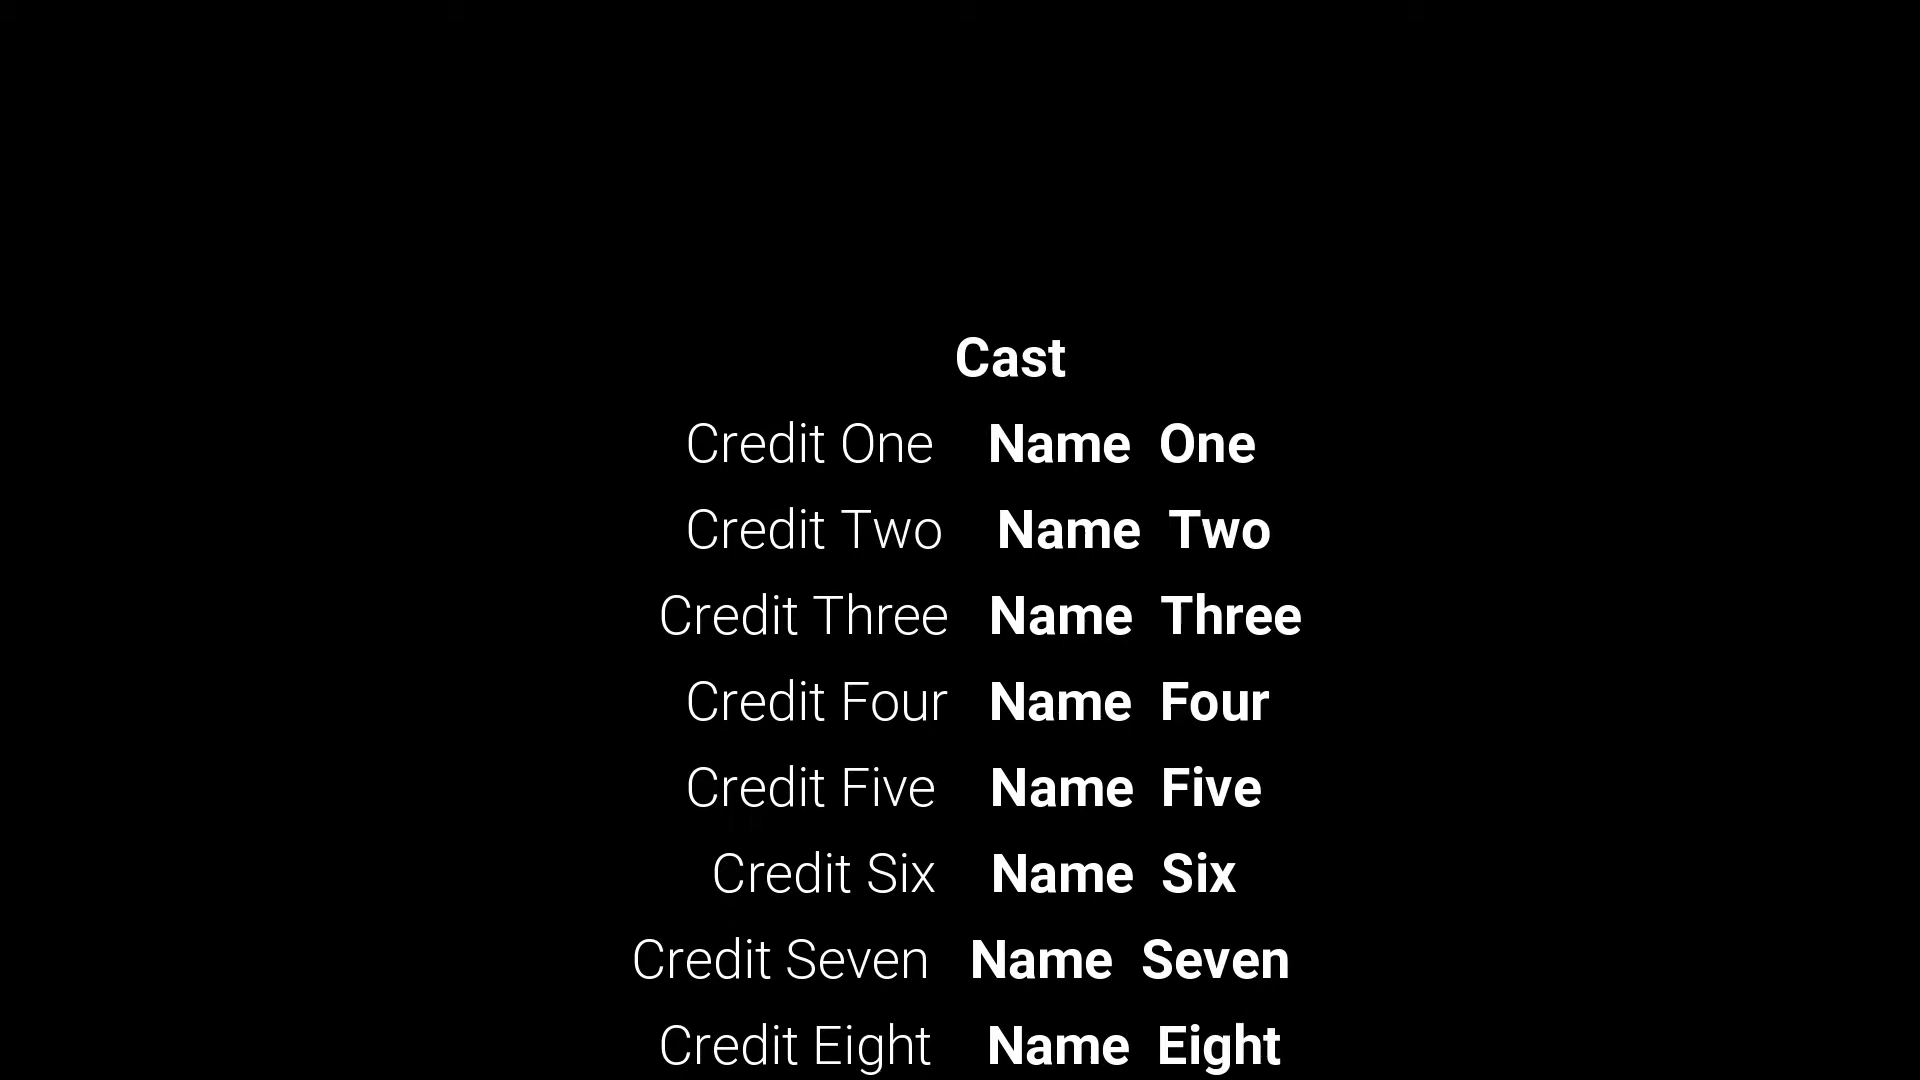 Cast
Credit One Name One
Credit Two Name Two
Credit Three Name Three
Credit Four Name Four
Credit Five Name Five
Credit Six Name Six
Credit Seven Name Seven
Credit Eight Name Eight